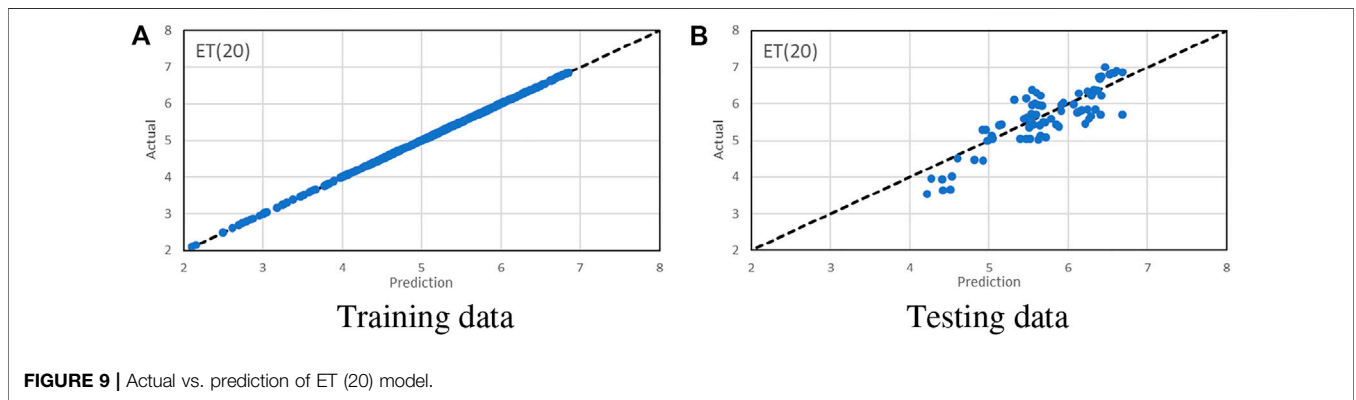 A
ET(20)
8
7
6
5
4
3
2
Actual
2 3 4 5 6 7 8
Prediction
Training data
B
ET(20)
8
7
6
5
4
3
2
Actual
2 3 4 5 6 7 8
Prediction
Testing data
FIGURE 9 | Actual vs. prediction of ET (20) model.